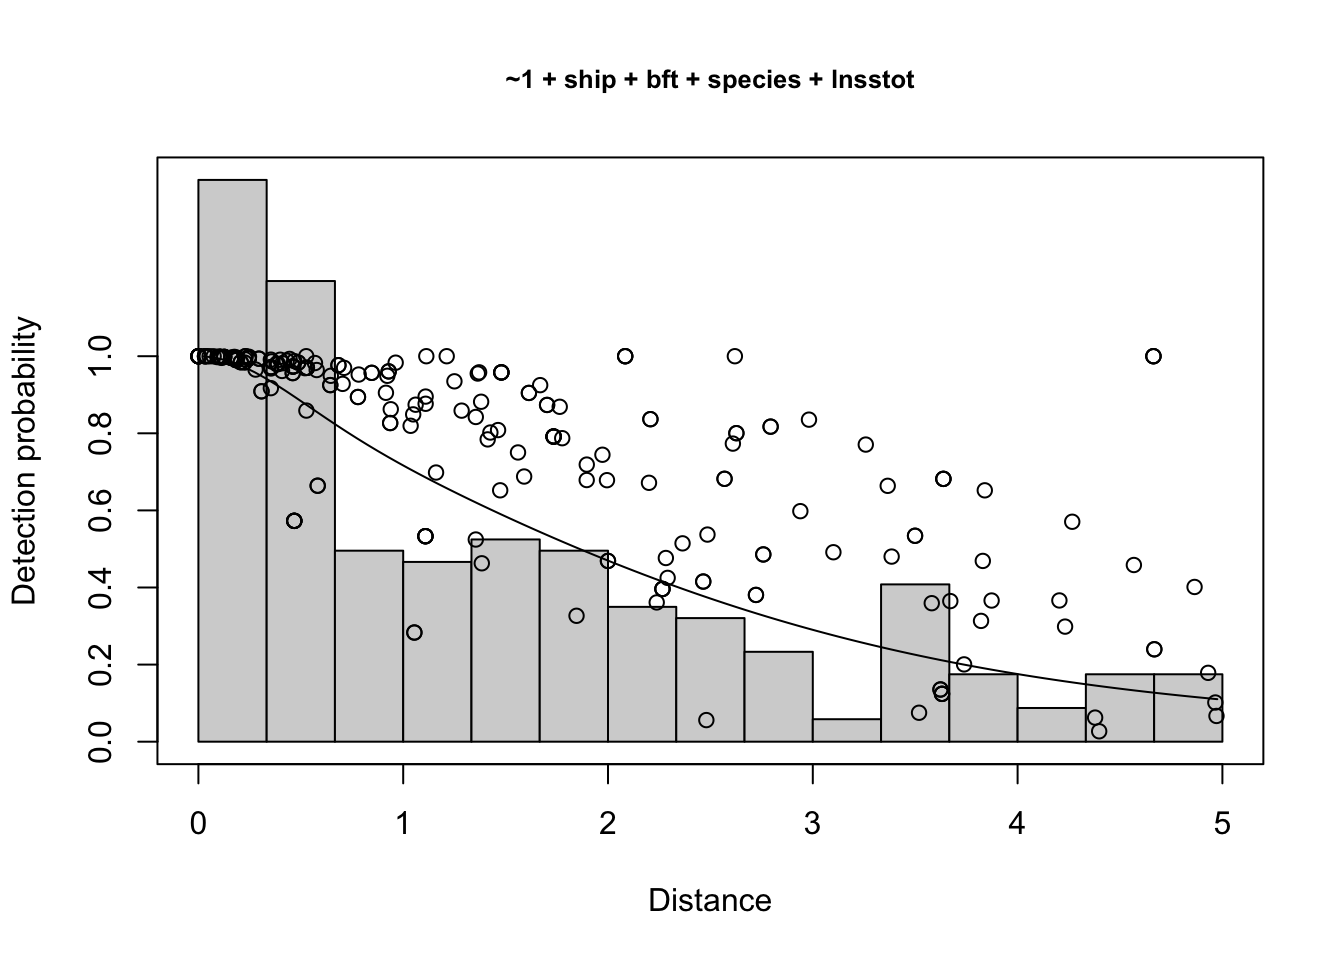 ~1 + ship + bft + species + lnsstot
Detection probability
1.0
0.8
0.6
0.4
0.2
0.0
0 1 2 3 4 5
Distance